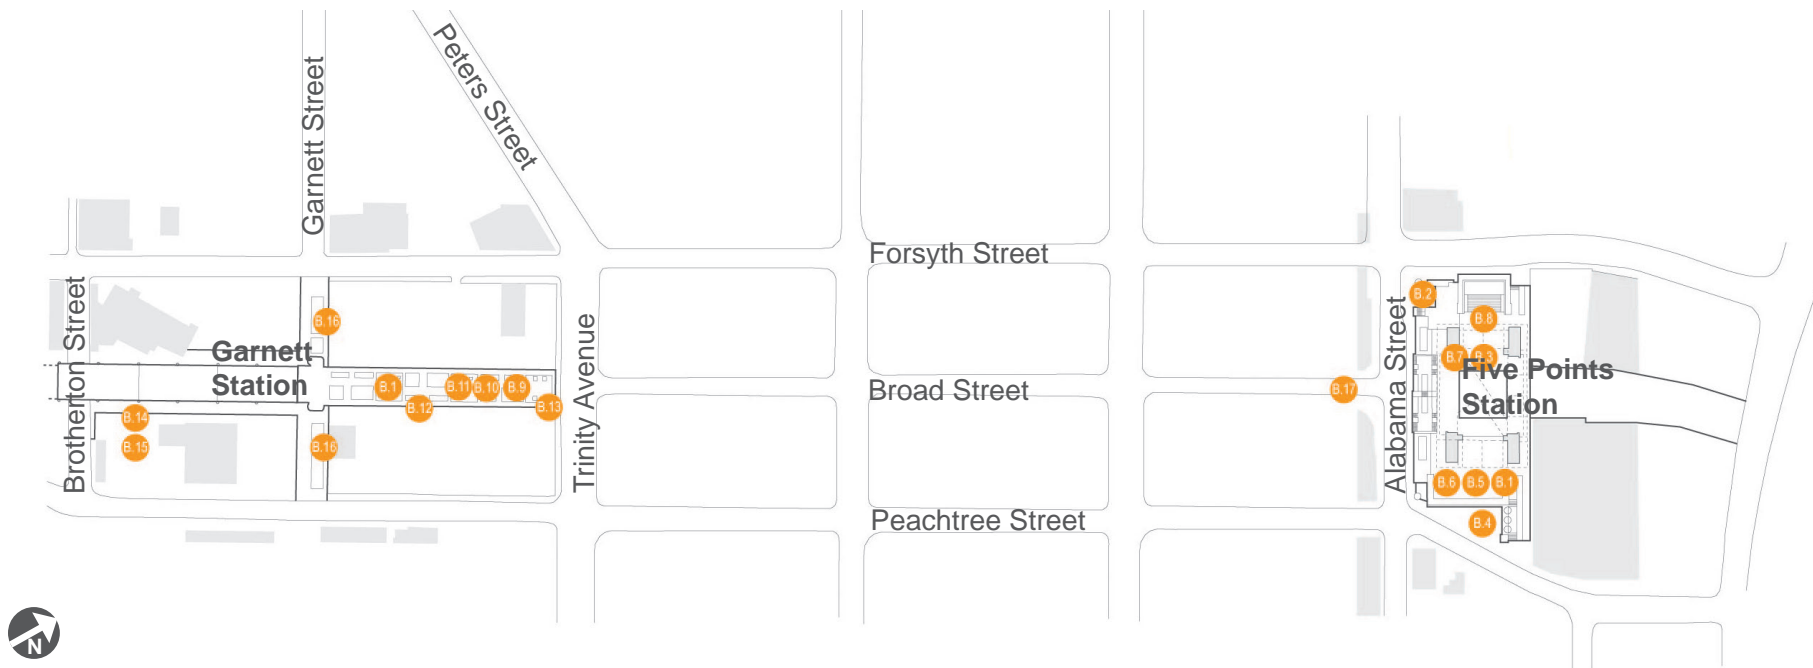 Peters Street
Garnett Street
Forsyth Street
Brotherton Street
B.16
Garnett
Station
B.1
B.11
B.10
B.9
B.12
B.13
B.14
B.15
B.16
Trinity Avenue
Broad Street
B.17
Alabama Street
B.2
B.8
B.7
B.3
Five Points
Station
B.6
B.5
B.1
B.4
Peachtree Street
N